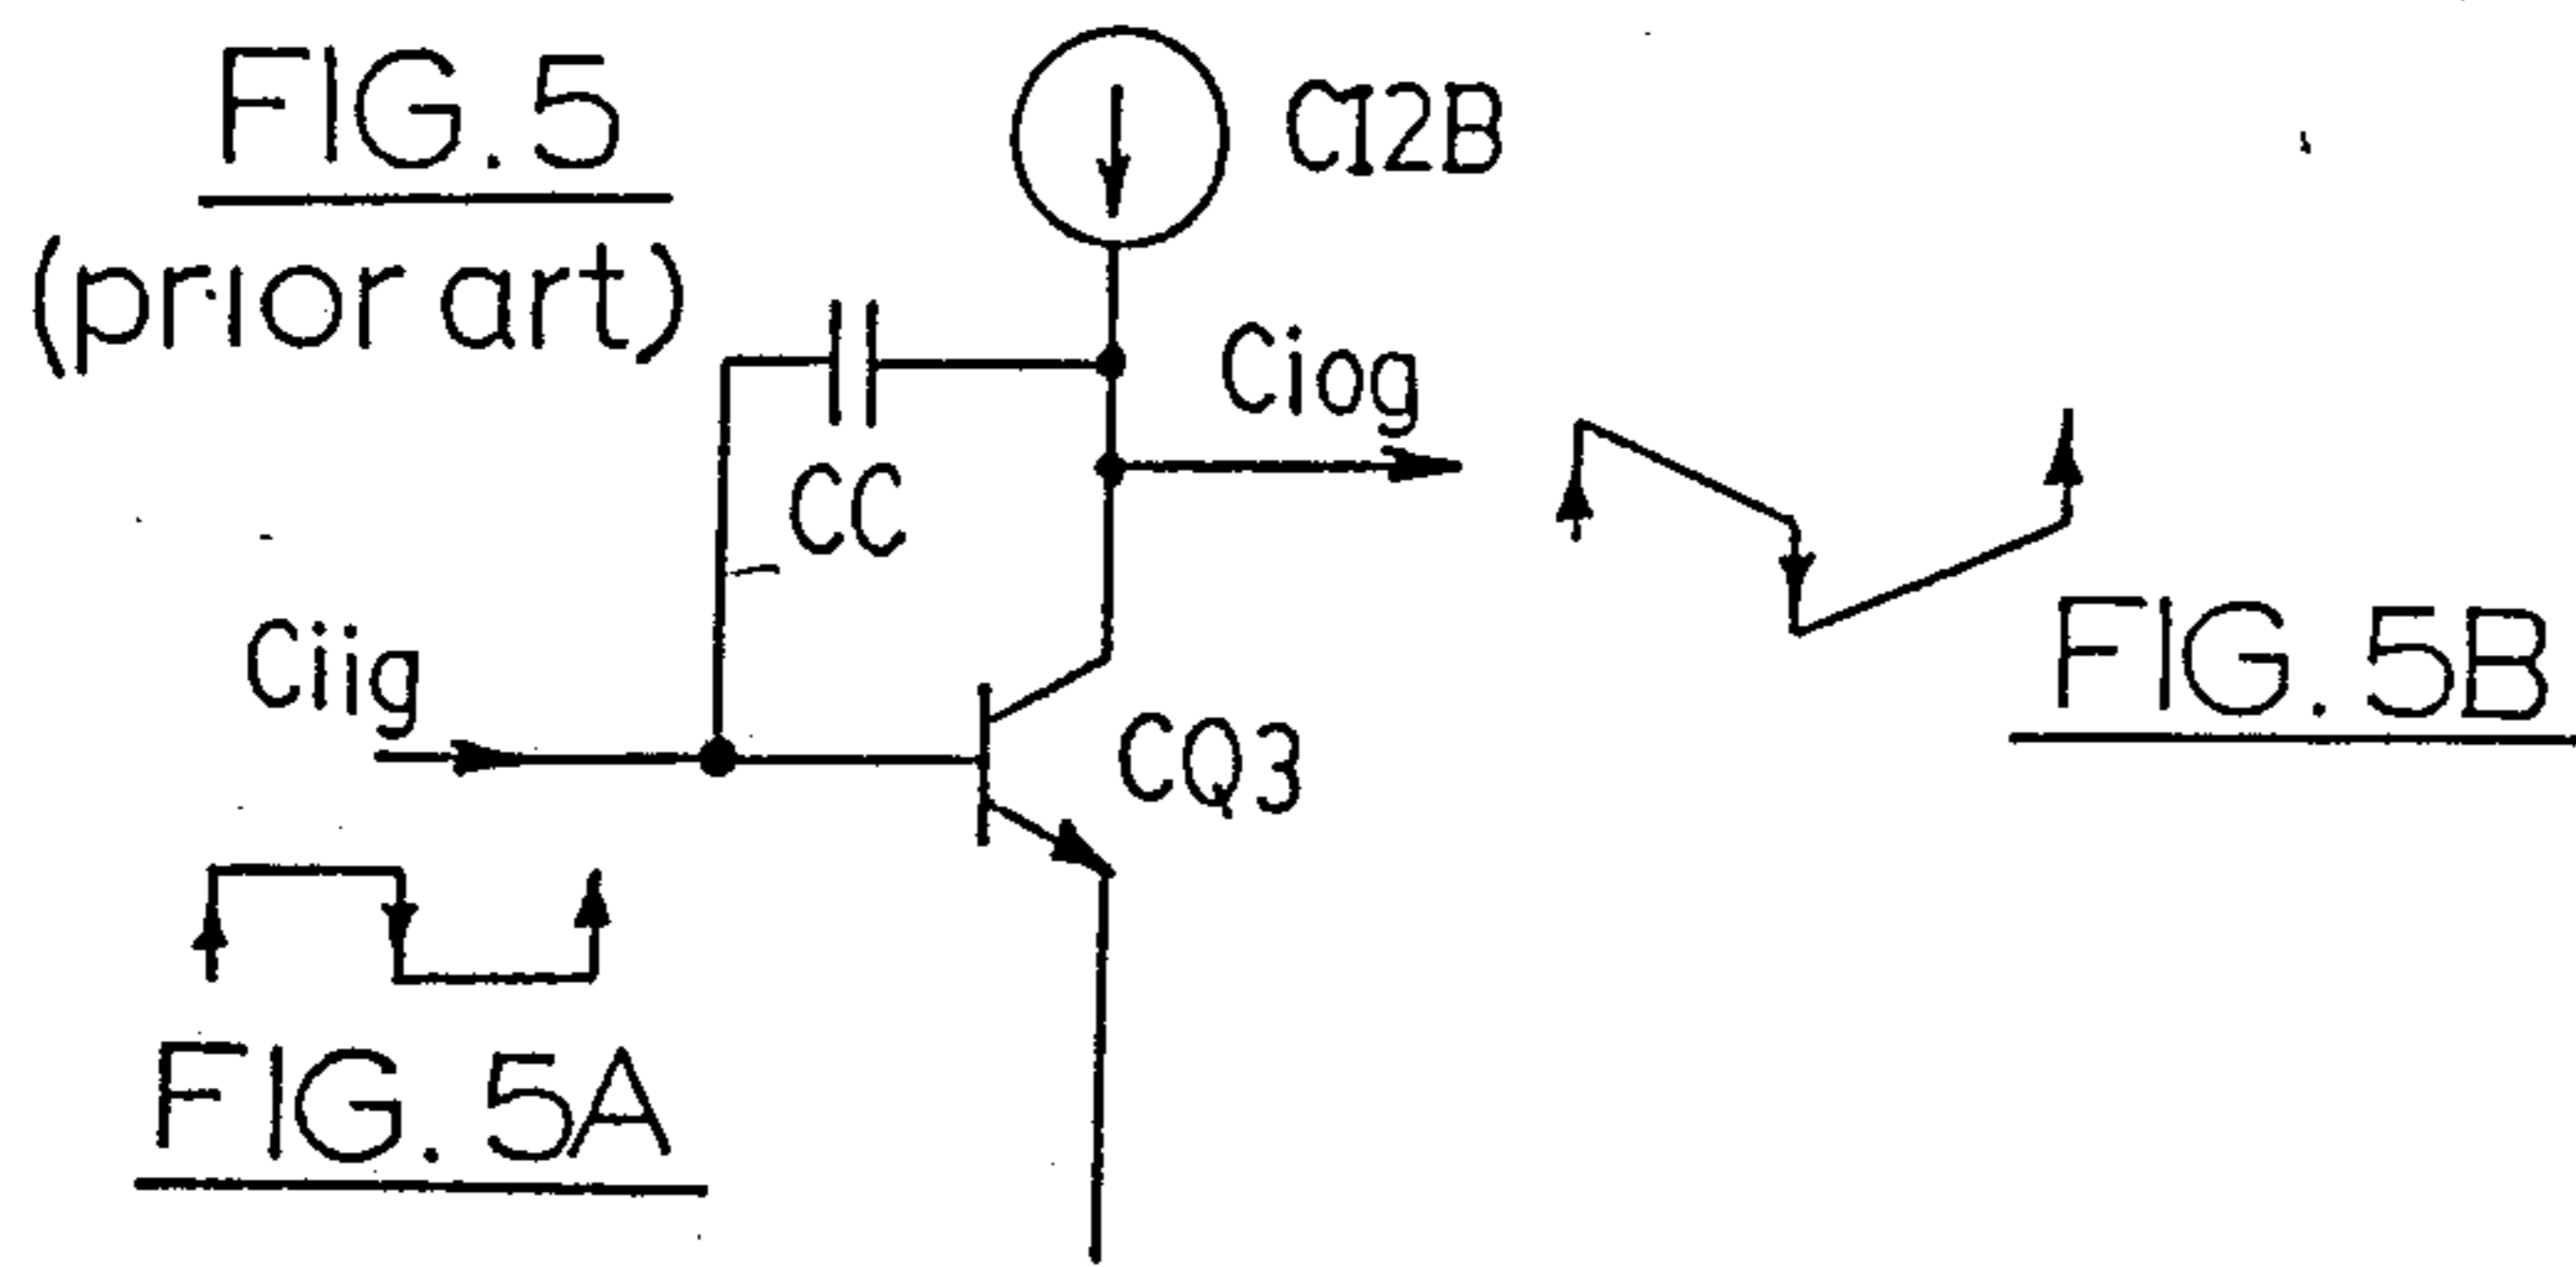 FIG. 5
(prior art)
CI2B
Ciog
CC
Ciig
CQ3
FIG. 5B
FIG. 5A